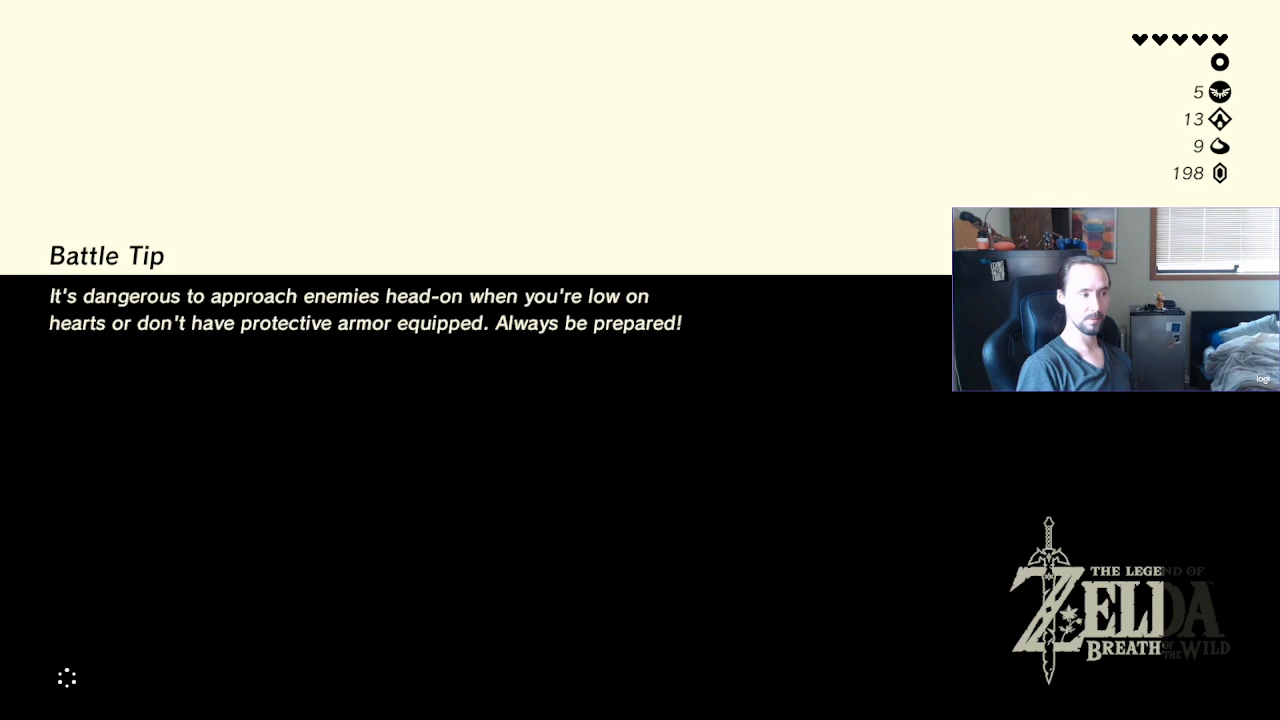 5
13
9
198
Battle Tip
It's dangerous to approach enemies head-on when you're low on
hearts or don't have protective armor equipped. Always be prepared!
logi
THE LEGEND OF
ZELDA
BREATH OF THE WILD